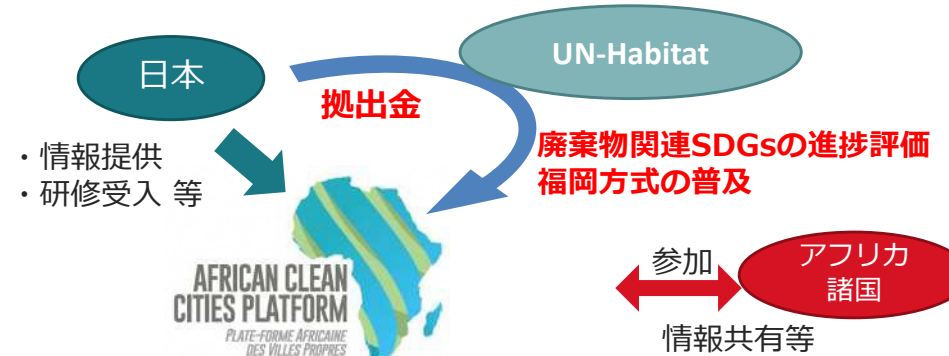 日本
UN-Habitat
拠出金
・情報提供
・研修受入 等
廃棄物関連SDGsの進捗評価
福岡方式の普及
AFRICAN CLEAN
CITIES PLATFORM
PLATE-FORME AFRICAINE
DES VILLES PROPRES
参加
アフリカ
諸国
情報共有等